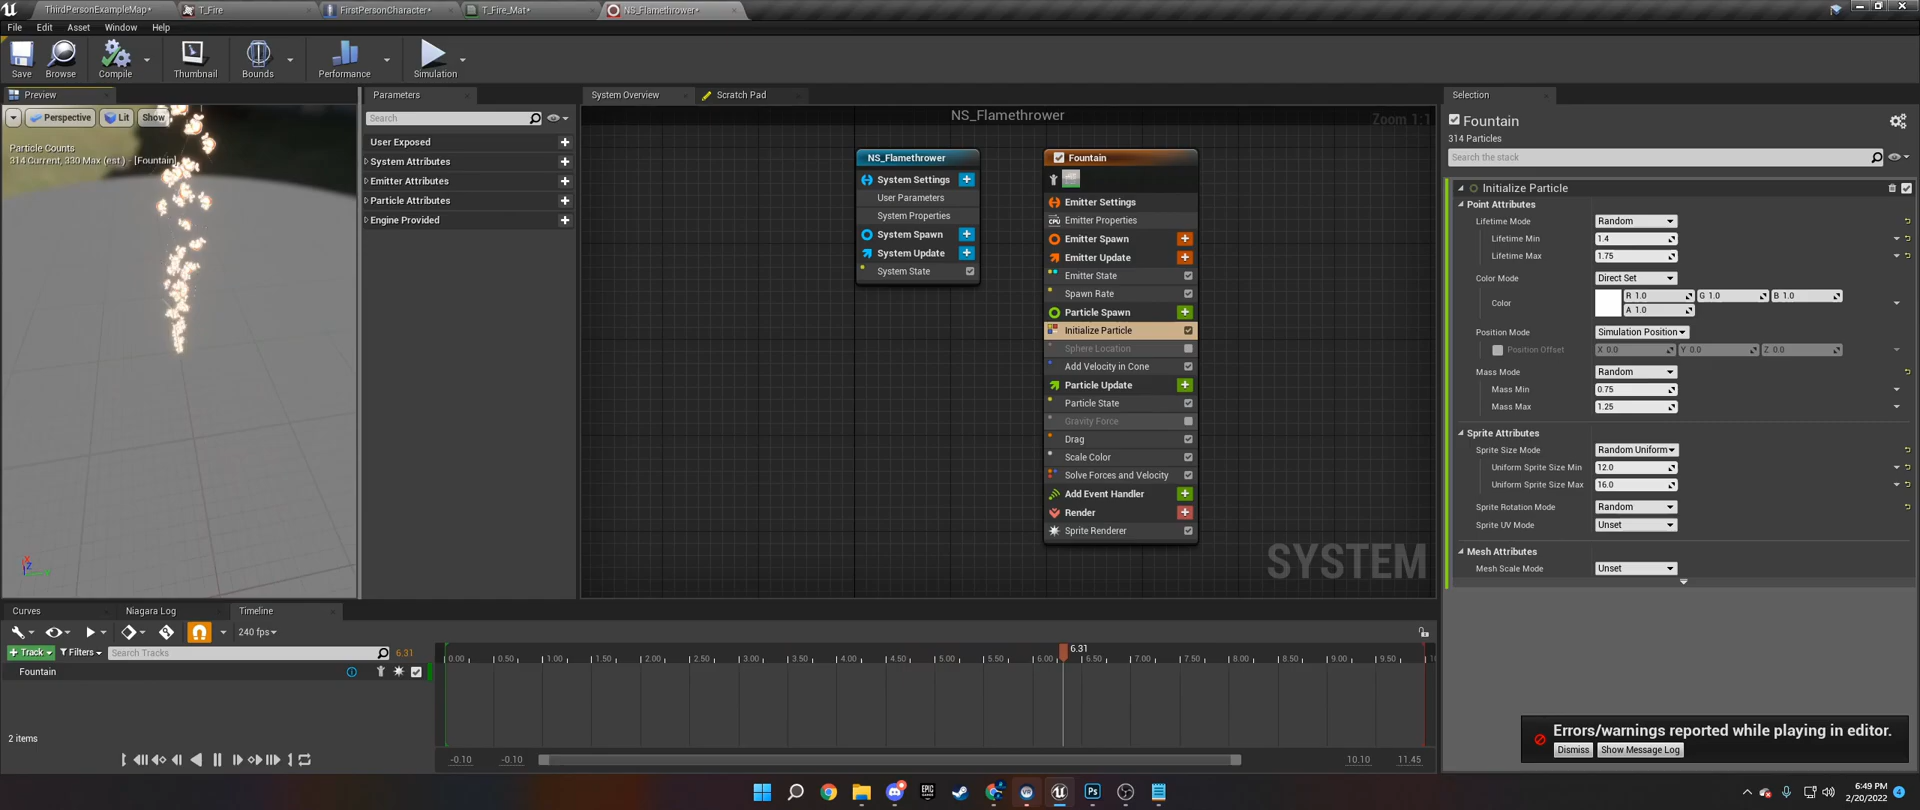 ThirdPersonExampleMap*
T_Fire
FirstPersonCharacter*
T_Fire_Mat*
NS_Flamethrower*
File Edit Asset Window Help
Save
Browse
Compile
Thumbnail
Bounds
Performance
Simulation
Preview
Perspective
Lit
Show
Particle Counts
314 Current, 330 Max (est.) - [Fountain]
Parameters
Search
User Exposed
System Attributes
Emitter Attributes
Particle Attributes
Engine Provided
System Overview
Scratch Pad
NS_Flamethrower
Zoom 1:1
NS_Flamethrower
System Settings
User Parameters
System Properties
System Spawn
System Update
System State
Fountain
Emitter Settings
CPU Emitter Properties
Emitter Spawn
Emitter Update
Emitter State
Spawn Rate
Particle Spawn
Initialize Particle
Sphere Location
Add Velocity in Cone
Particle Update
Particle State
Gravity Force
Drag
Scale Color
Solve Forces and Velocity
Add Event Handler
Render
Sprite Renderer
SYSTEM
Selection
Fountain
314 Particles
Search the stack
Initialize Particle
Point Attributes
Lifetime Mode Random
Lifetime Min 1.4
Lifetime Max 1.75
Color Mode Direct Set
Color R 1.0 G 1.0 B 1.0
A 1.0
Position Mode Simulation Position
Position Offset X 0.0 Y 0.0 Z 0.0
Mass Mode Random
Mass Min 0.75
Mass Max 1.25
Sprite Attributes
Sprite Size Mode Random Uniform
Uniform Sprite Size Min 12.0
Uniform Sprite Size Max 16.0
Sprite Rotation Mode Random
Sprite UV Mode Unset
Mesh Attributes
Mesh Scale Mode Unset
Curves
Niagara Log
Timeline
240 fps
+ Track
Filters
Search Tracks
6.31
6.31
0.00 0.50 1.00 1.50 2.00 2.50 3.00 3.50 4.00 4.50 5.00 5.50 6.00 6.50 7.00 7.50 8.00 8.50 9.00 9.50
Fountain
2 items
-0.10 -0.10 10.10 11.45
Errors/warnings reported while playing in editor.
Dismiss
Show Message Log
EPIC
Ps
6:49 PM
2/20/2022
4